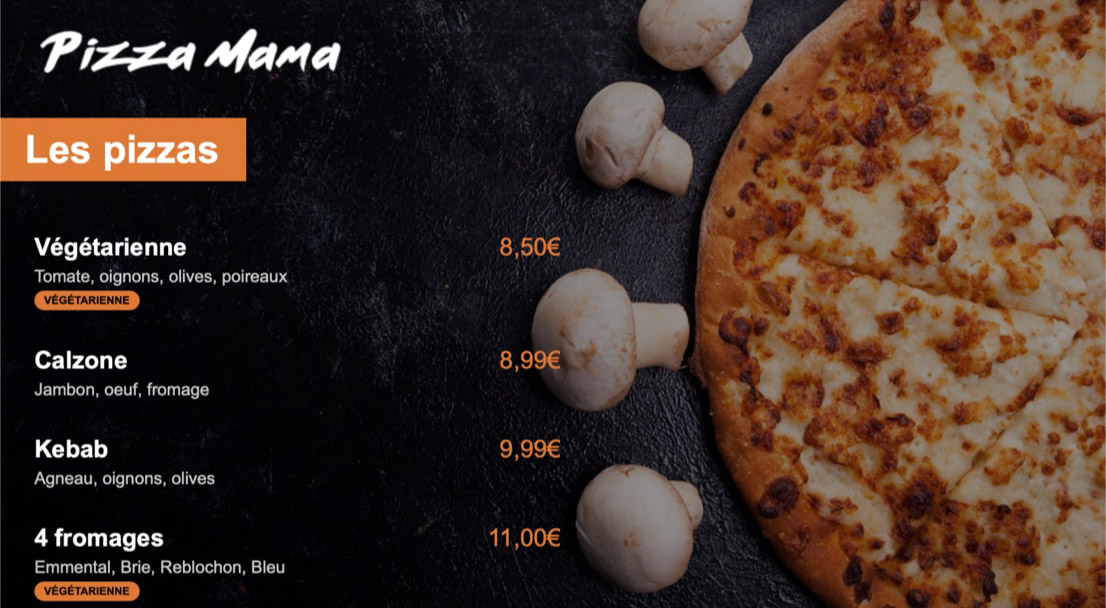 Pizza Mama
Les pizzas
Végétarienne 8,50€
Tomate, oignons, olives, poireaux
VÉGÉTARIENNE
Calzone 8,99€
Jambon, oeuf, fromage
Kebab 9,99€
Agneau, oignons, olives
4 fromages 11,00€
Emmental, Brie, Reblochon, Bleu
VÉGÉTARIENNE